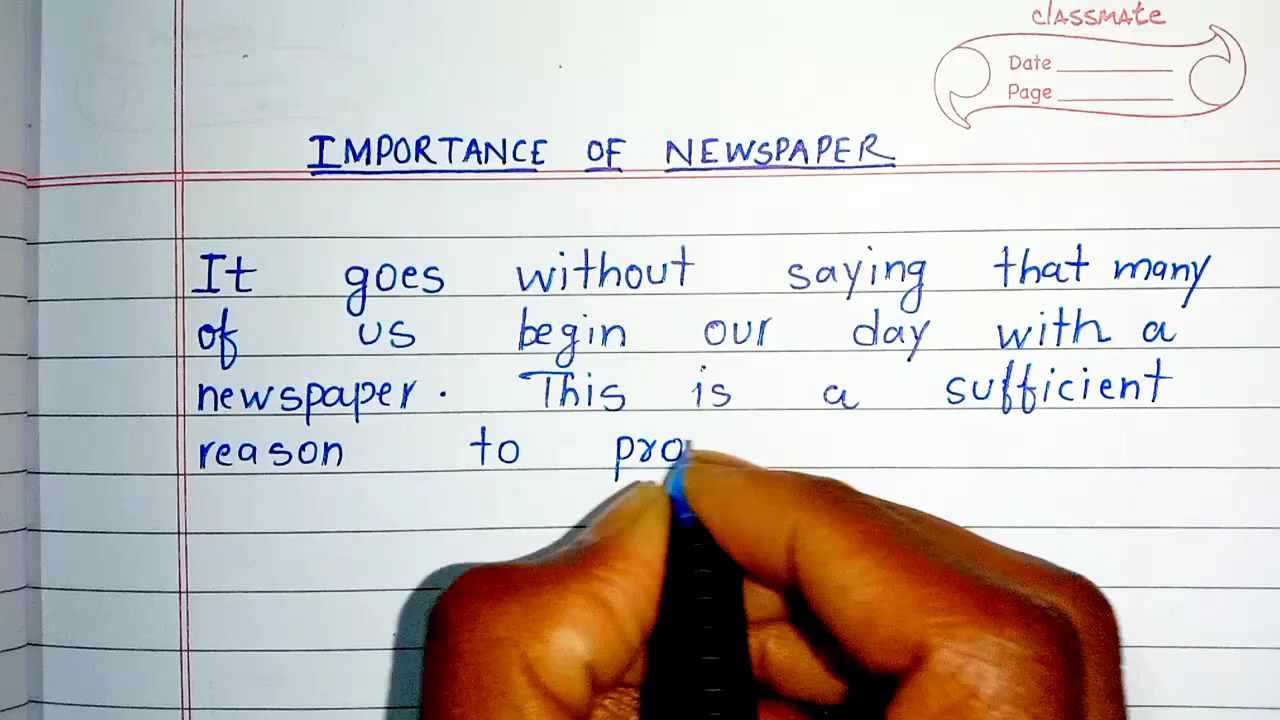 classmate
Date
Page
IMPORTANCE OF NEWSPAPER
It goes without saying that many
of us begin our day with a
newspaper. This is a sufficient
reason to pro